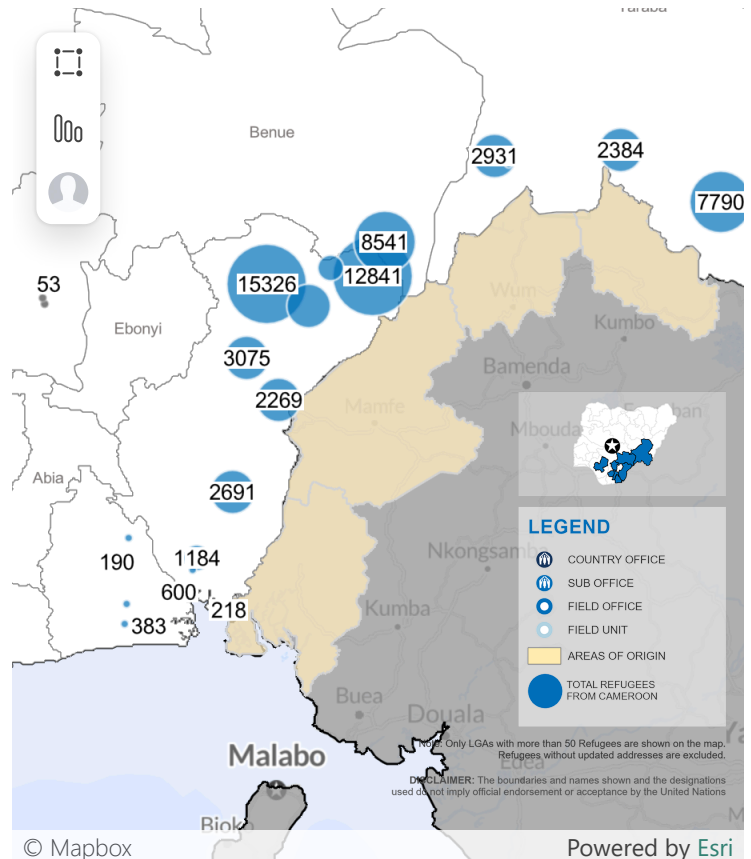 Taraba
Benue
2931
2384
7790
8541
15326
12841
53
Ebonyi
Wum
Kumbo
3075
Bamenda
2269
Mamfe
Mbouda
Abia
2691
LEGEND
190
1184
Nkongsamba
COUNTRY OFFICE
SUB OFFICE
600
218
Kumba
FIELD OFFICE
383
FIELD UNIT
AREAS OF ORIGIN
TOTAL REFUGEES
FROM CAMEROON
Buea
Douala
Note: Only LGAs with more than 50 Refugees are shown on the map.
Refugees without updated addresses are excluded.
Malabo
Edea
DISCLAIMER: The boundaries and names shown and the designations
used do not imply official endorsement or acceptance by the United Nations
Bioko
© Mapbox
Powered by Esri